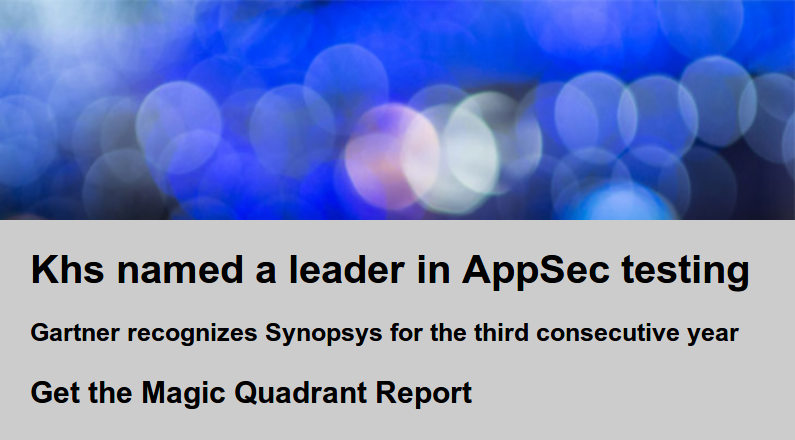 Khs named a leader in AppSec testing
Gartner recognizes Synopsys for the third consecutive year
Get the Magic Quadrant Report